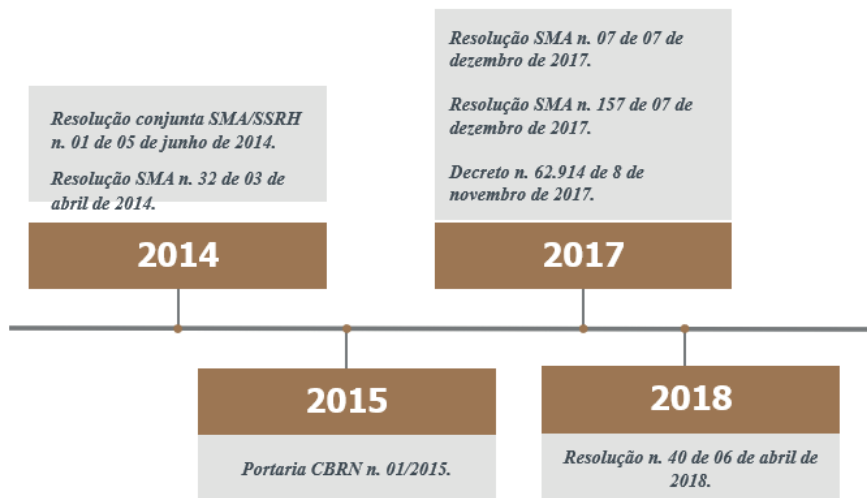 Resolução conjunta SMA/SSRH
n. 01 de 05 de junho de 2014.
Resolução SMA n. 32 de 03 de
abril de 2014.
2014
Resolução SMA n. 07 de 07 de
dezembro de 2017.
Resolução SMA n. 157 de 07 de
dezembro de 2017.
Decreto n. 62.914 de 8 de
novembro de 2017.
2017
2015
Portaria CBRN n. 01/2015.
2018
Resolução n. 40 de 06 de abril de
2018.